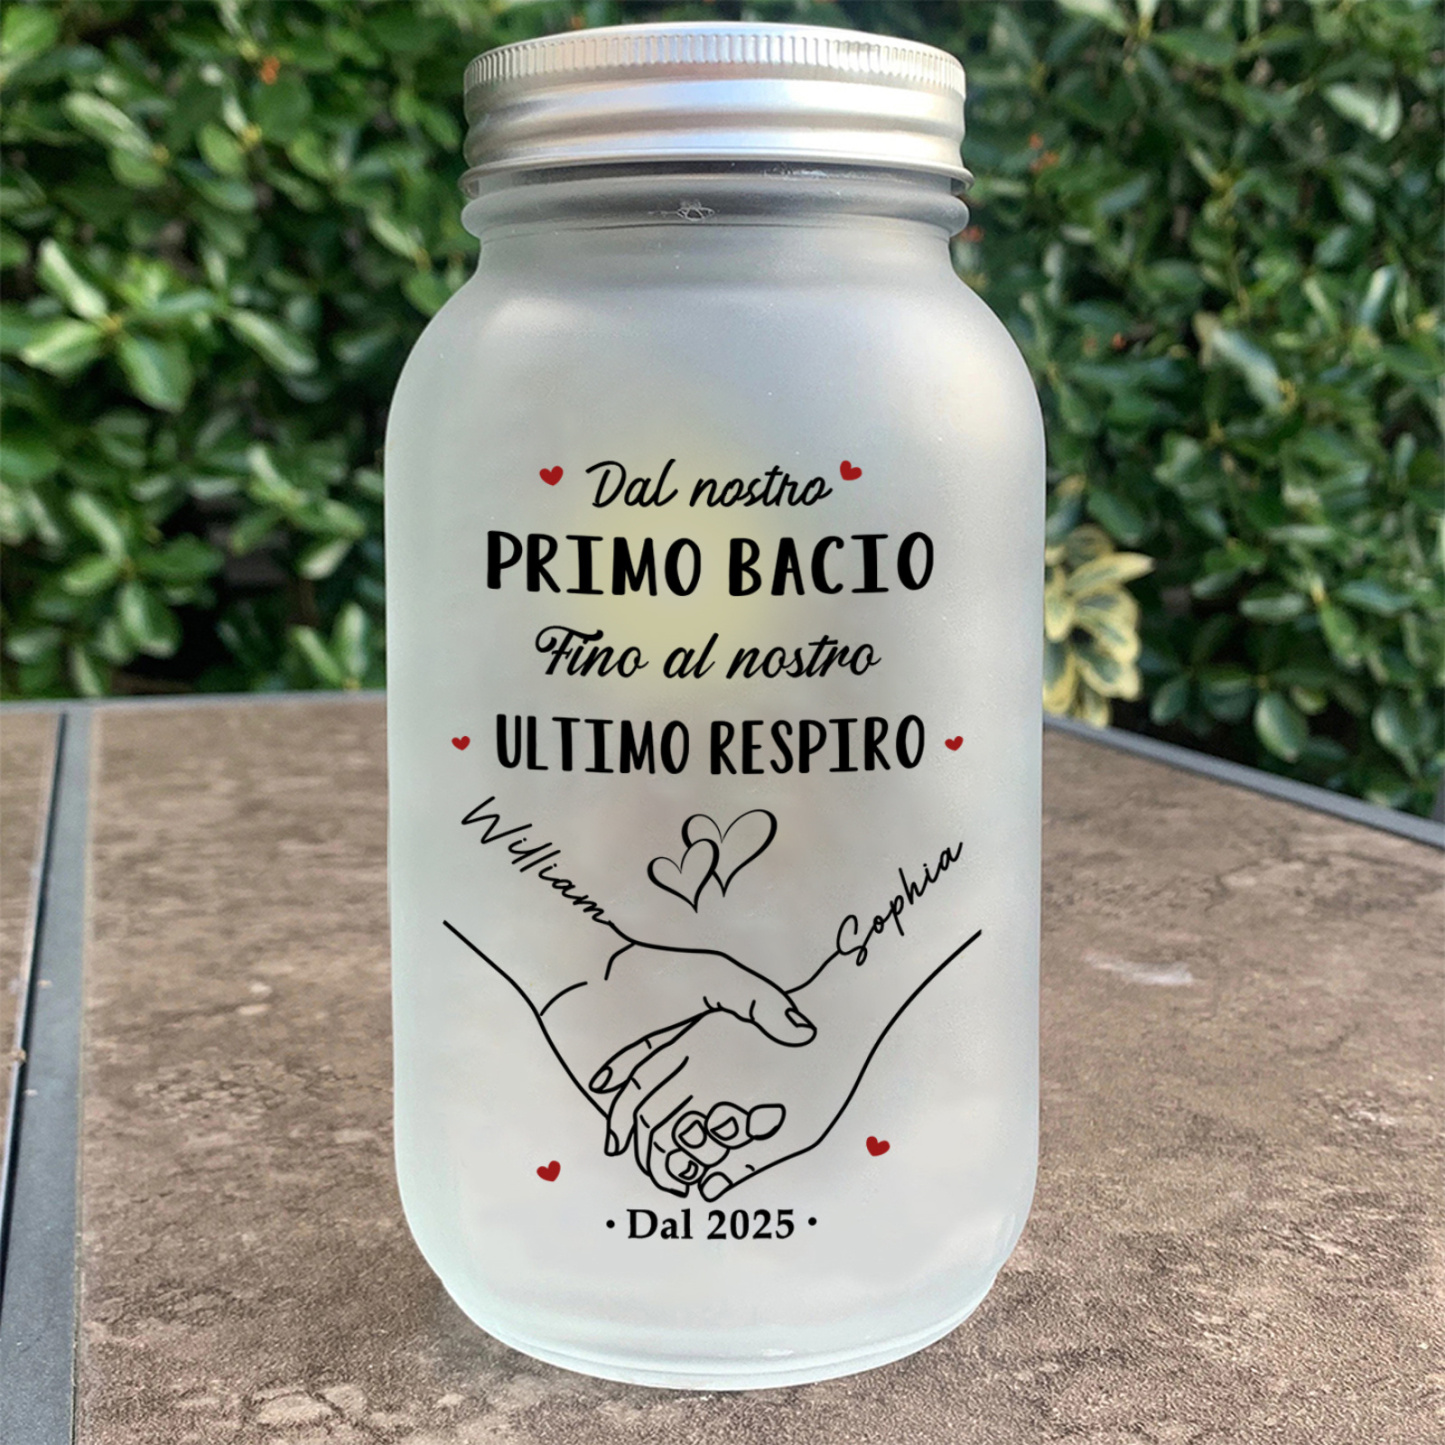 Dal nostro
PRIMO BACIO
Fino al nostro
ULTIMO RESPIRO
William
Sophia
• Dal 2025 •